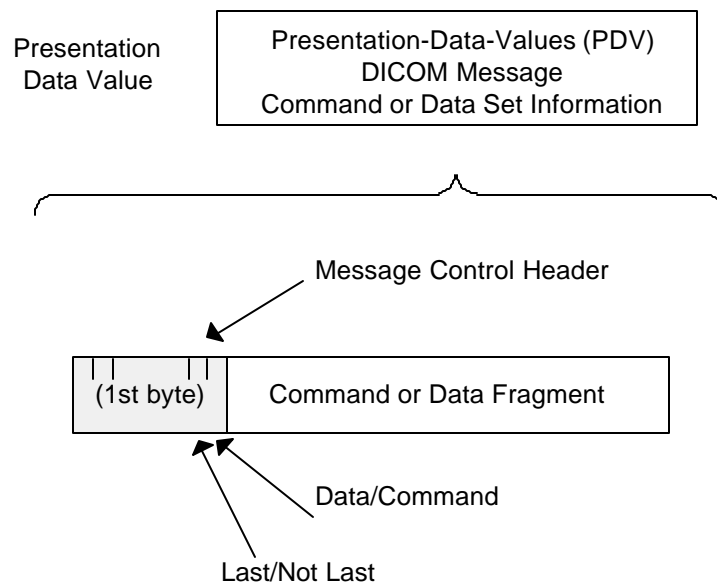 Presentation
Data Value
Presentation-Data-Values (PDV)
DICOM Message
Command or Data Set Information
Message Control Header
(1st byte)
Command or Data Fragment
Data/Command
Last/Not Last